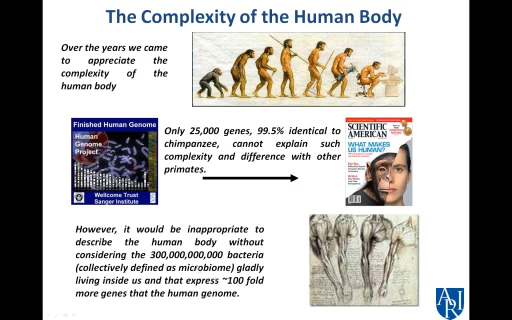 The Complexity of the Human Body
Over the years we came
to appreciate the
complexity of the
human body
Finished Human Genome
Human
Genome
Project
Wellcome Trust
Sanger Institute
Only 25,000 genes, 99.5% identical to
chimpanzee, cannot explain such
complexity and difference with other
primates.
SCIENTIFIC
AMERICAN
WHAT MAKES
US HUMAN?
However, it would be inappropriate to
describe the human body without
considering the 300,000,000,000 bacteria
(collectively defined as microbiome) gladly
living inside us and that express ~100 fold
more genes that the human genome.